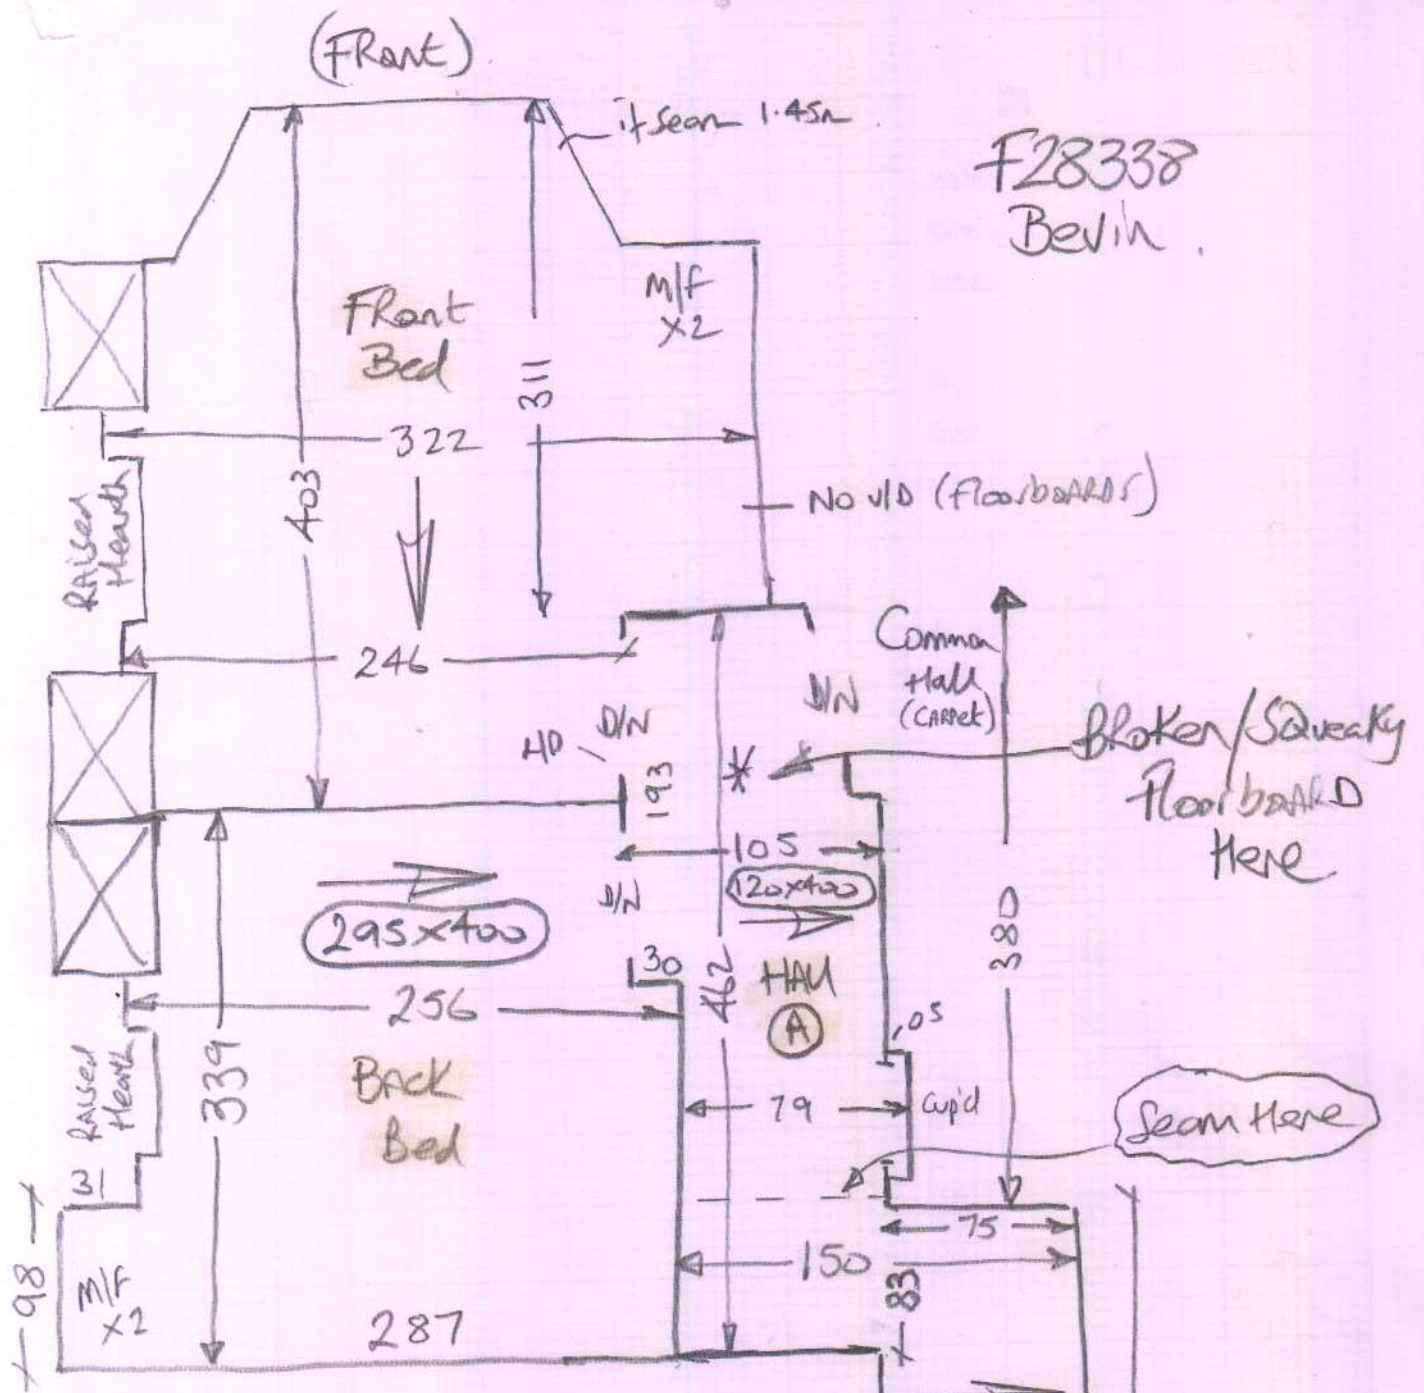 (FRont)
if seam 1.45m
F28338
Bevin.
M/F
x2
FRont
Bed
311
322
403
No U/D (FloorboARDS)
RAISED
Hearth
246
Common
Hall
(CARPet)
D/N
D/N
4D
193
*
BROKEN/SQueaky
FloorboARD
Here
105
120x400
D/N
295x400
380
30
462
HAll
A
256
.05
339
RAISED
Hearth
BAck
Bed
79
Cup'd
Seam Here
75
150
83
98
M/F
x2
287